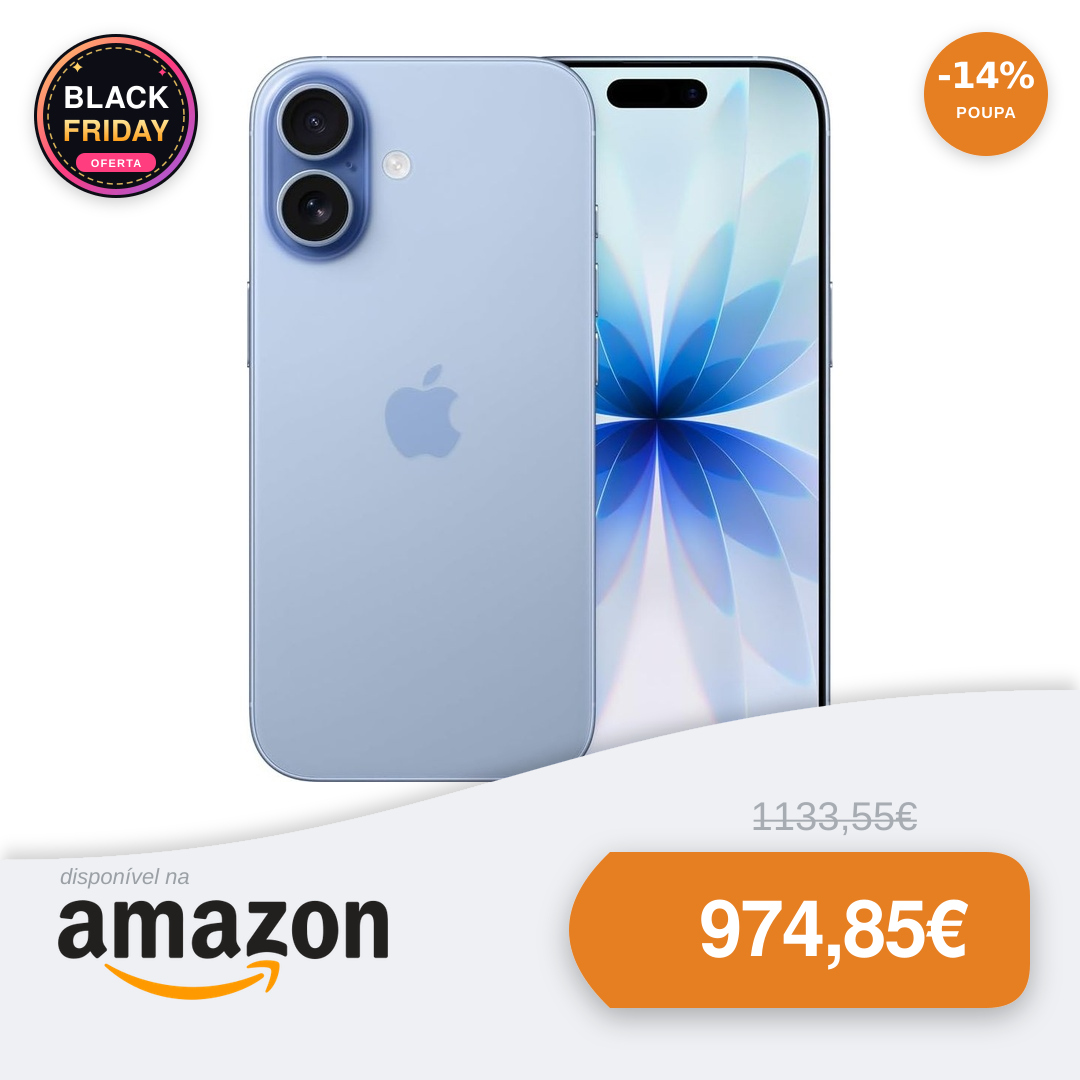 BLACK
FRIDAY
OFERTA
-14%
POUPA
1133,55€
disponível na
amazon
974,85€